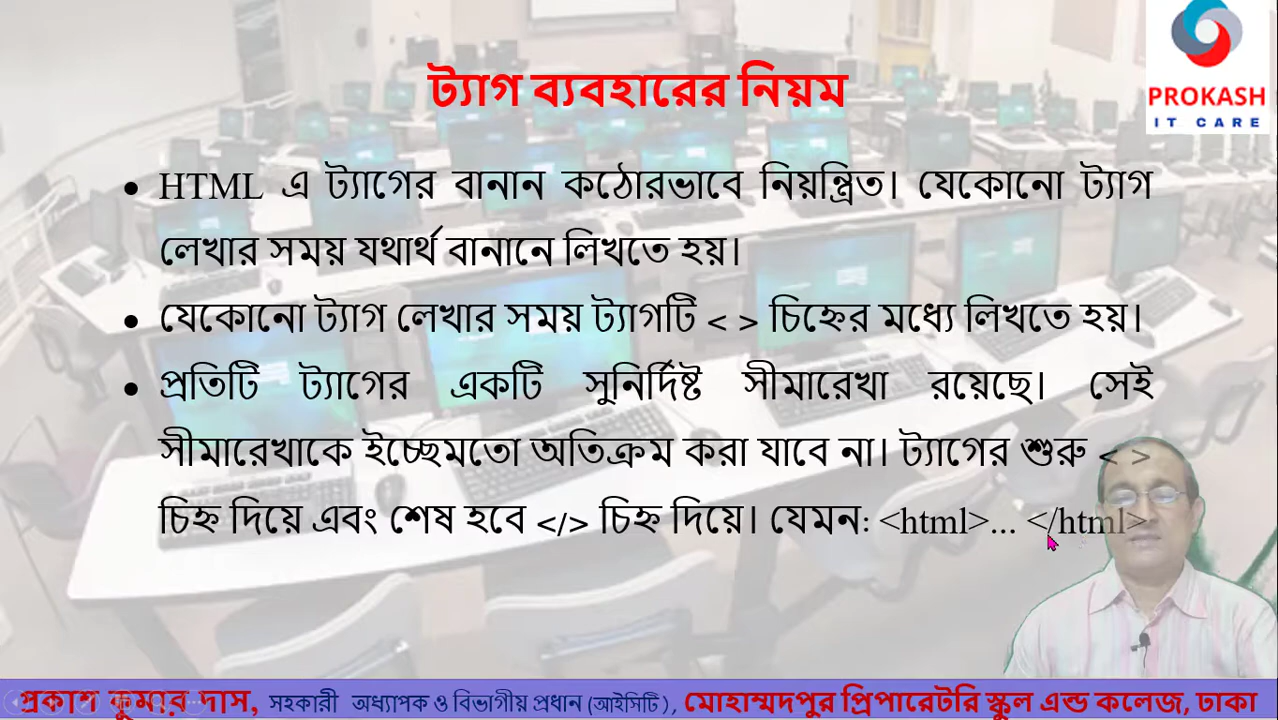 PROKASH
IT CARE
ট্যাগ ব্যবহারের নিয়ম
• HTML এ ট্যাগের বানান কঠোরভাবে নিয়ন্ত্রিত। যেকোনো ট্যাগ
লেখার সময় যথার্থ বানানে লিখতে হয়।
• যেকোনো ট্যাগ লেখার সময় ট্যাগটি < > চিহ্নের মধ্যে লিখতে হয়।
• প্রতিটি ট্যাগের একটি সুনির্দিষ্ট সীমারেখা রয়েছে। সেই
সীমারেখাকে ইচ্ছেমতো অতিক্রম করা যাবে না। ট্যাগের শুরু < >
চিহ্ন দিয়ে এবং শেষ হবে </> চিহ্ন দিয়ে। যেমন: <html>... </html>
প্রকাশ কুমার দাস, সহকারী অধ্যাপক ও বিভাগীয় প্রধান (আইসিটি), মোহাম্মদপুর প্রিপারেটরি স্কুল এন্ড কলেজ, ঢাকা